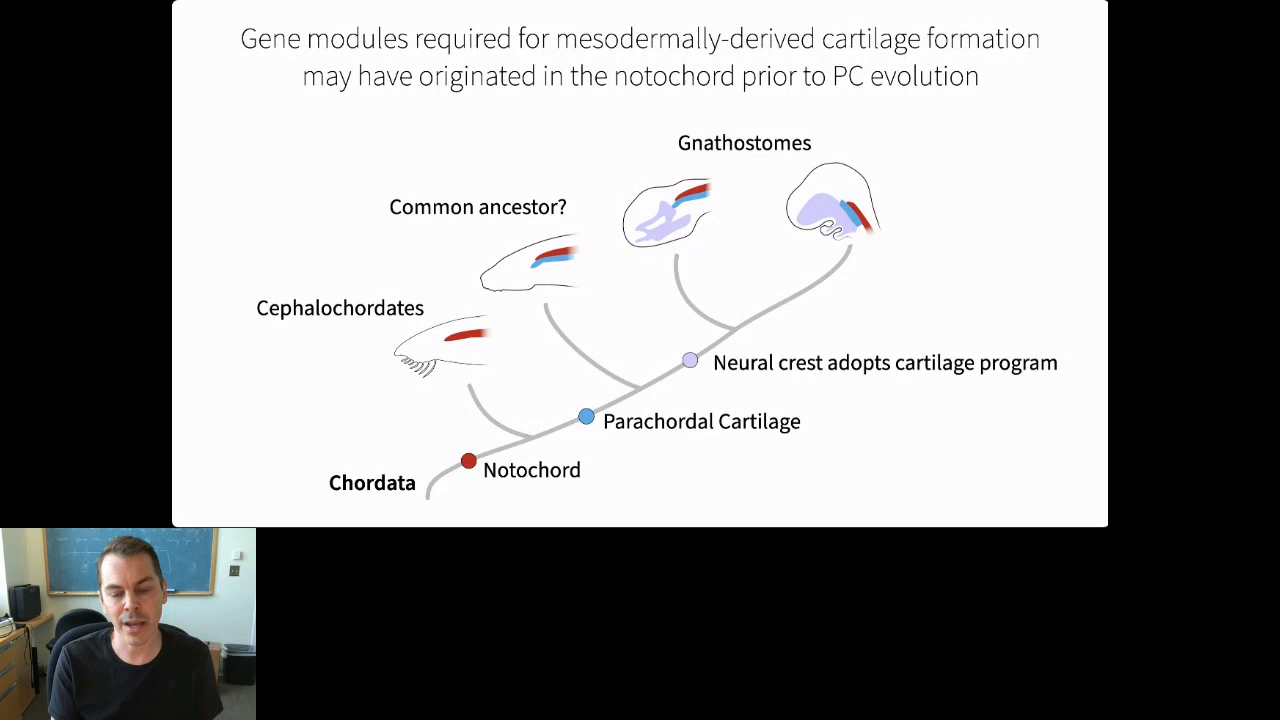 Gene modules required for mesodermally-derived cartilage formation
may have originated in the notochord prior to PC evolution
Gnathostomes
Common ancestor?
Cephalochordates
Neural crest adopts cartilage program
Parachordal Cartilage
Notochord
Chordata